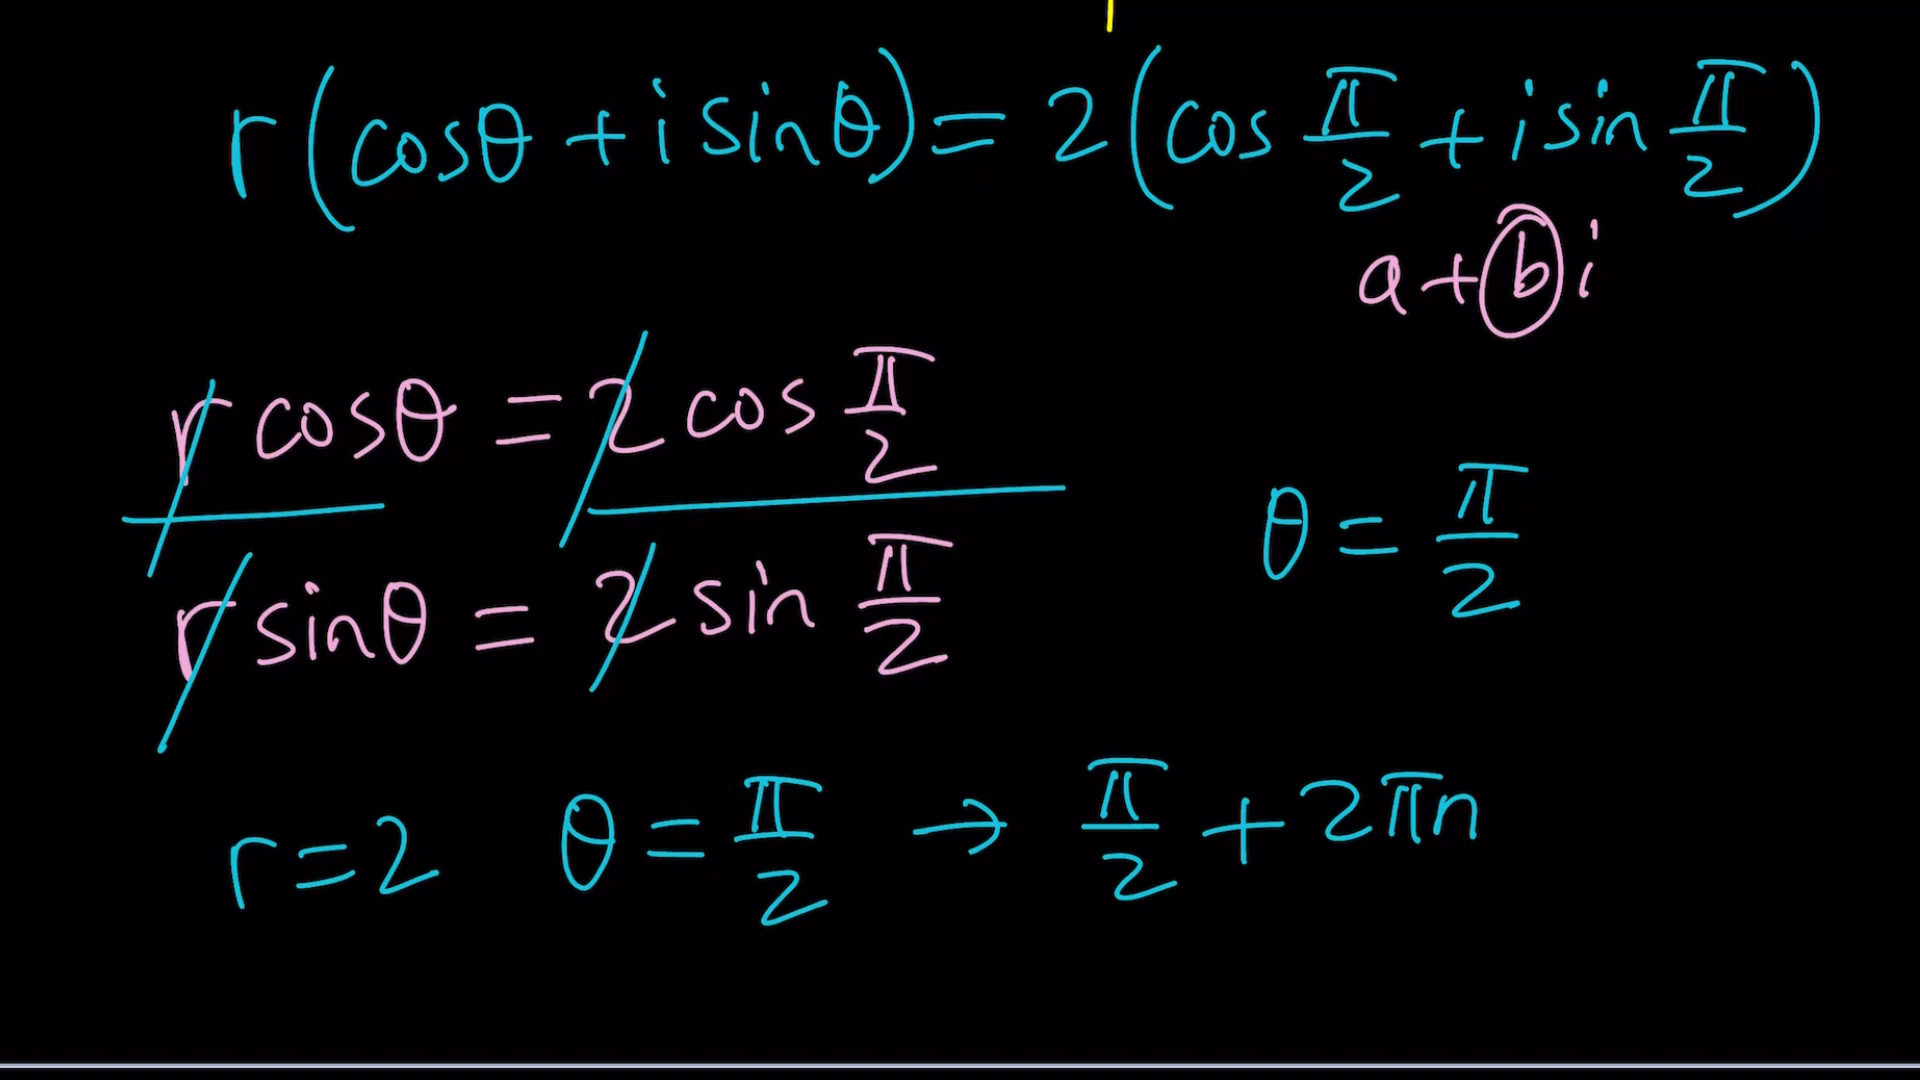 r(cosθ + i sinθ) = 2(cos π/2 + i sin π/2)
a + bi
r cosθ = 2 cos π/2
r sinθ = 2 sin π/2
θ = π/2
r = 2 θ = π/2 → π/2 + 2πn